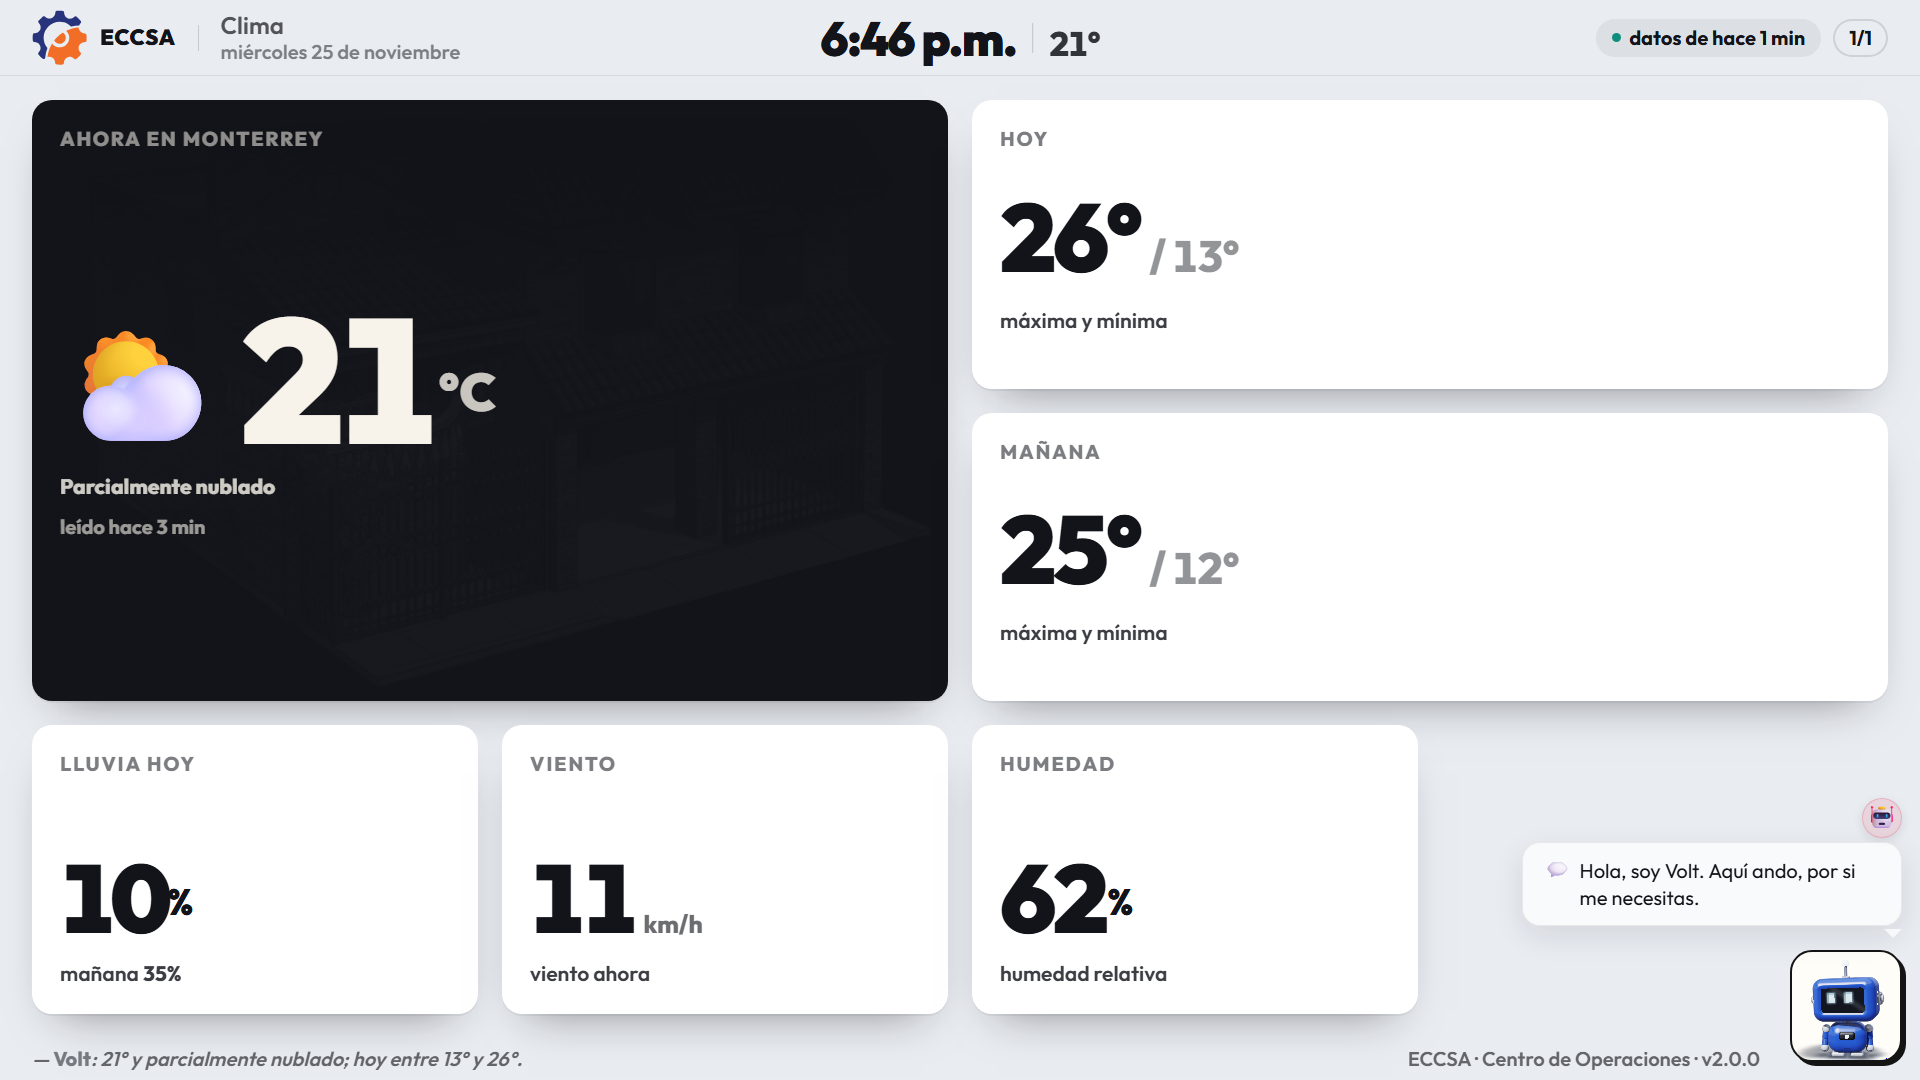 ECCSA
Clima
miércoles 25 de noviembre
6:46 p.m.
21°
datos de hace 1 min
1/1
AHORA EN MONTERREY
21 °C
Parcialmente nublado
leído hace 3 min
HOY
26° / 13°
máxima y mínima
MAÑANA
25° / 12°
máxima y mínima
LLUVIA HOY
10%
mañana 35%
VIENTO
11 km/h
viento ahora
HUMEDAD
62%
humedad relativa
Hola, soy Volt. Aquí ando, por si
me necesitas.
— Volt: 21° y parcialmente nublado; hoy entre 13° y 26°.
ECCSA · Centro de Operaciones · v2.0.0